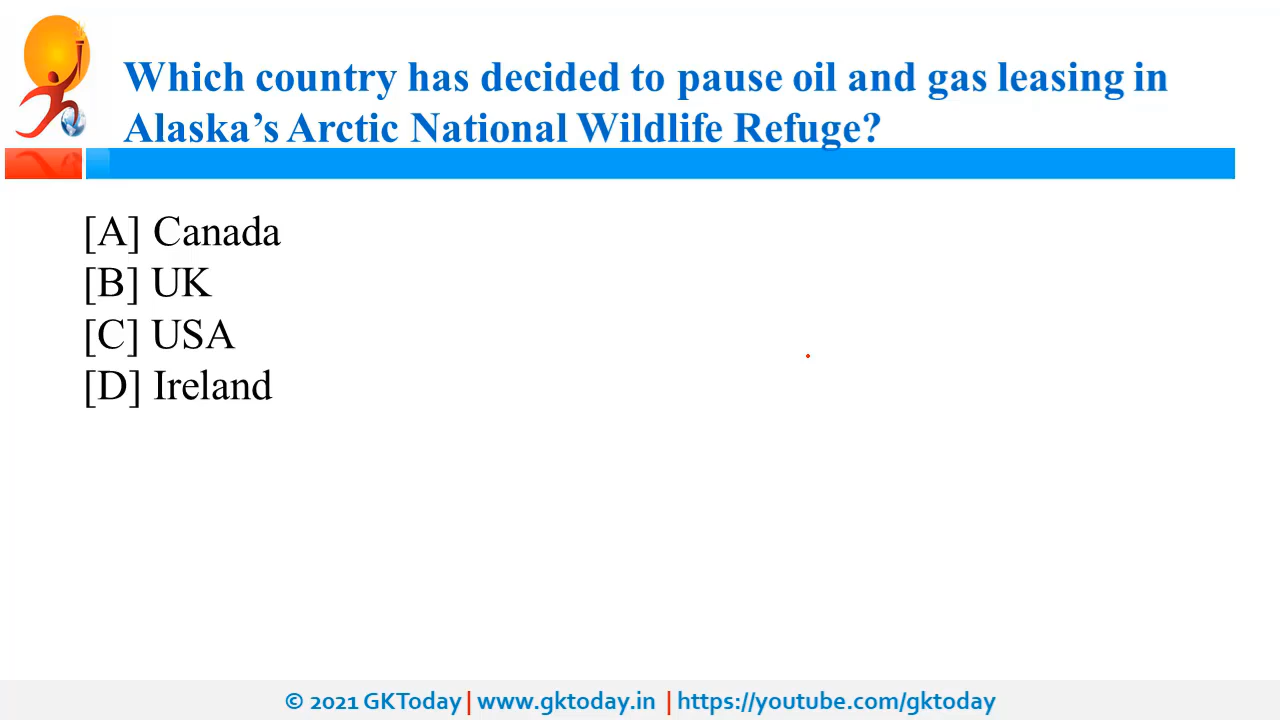 Which country has decided to pause oil and gas leasing in
Alaska’s Arctic National Wildlife Refuge?
[A] Canada
[B] UK
[C] USA
[D] Ireland
© 2021 GKToday | www.gktoday.in | https://youtube.com/gktoday